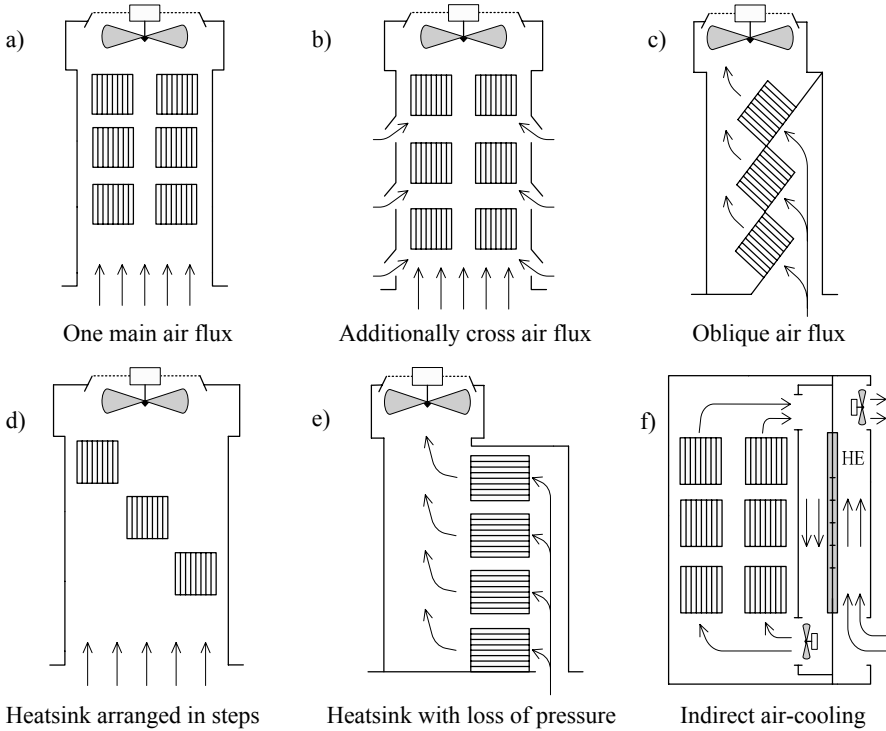 a)
b)
c)
One main air flux
Additionally cross air flux
Oblique air flux
d)
e)
f)
HE
Heatsink arranged in steps
Heatsink with loss of pressure
Indirect air-cooling